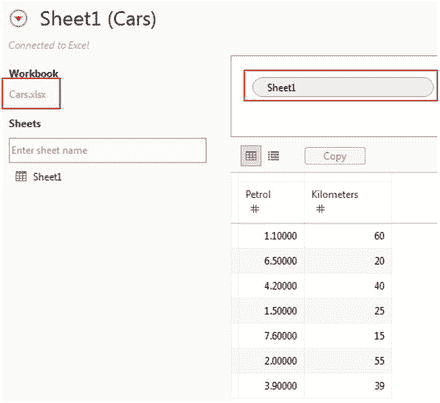 Sheet1 (Cars)
Connected to Excel
Workbook
Cars.xlsx
Sheets
Enter sheet name
Sheet1
Sheet1
Copy
Petrol Kilometers
# #
1.10000 60
6.50000 20
4.20000 40
1.50000 25
7.60000 15
2.00000 55
3.90000 39